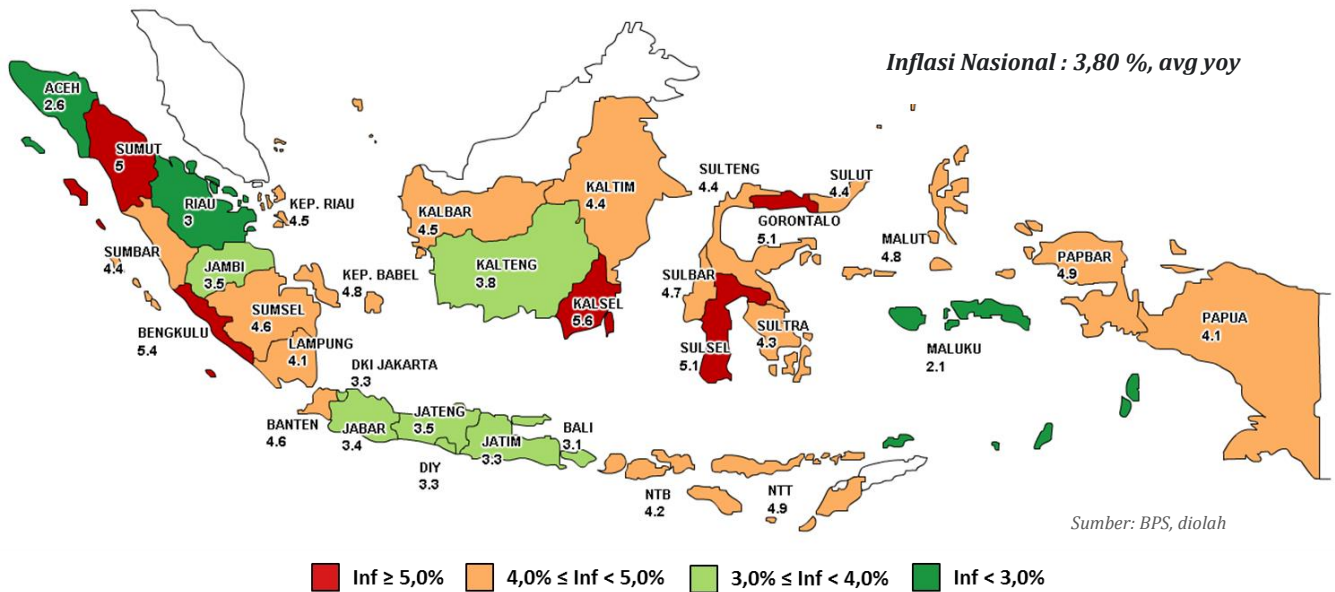 Inflasi Nasional : 3,80 %, avg yoy
ACEH
2.6
SUMUT
5
RIAU
3
KEP. RIAU
4.5
SUMBAR
4.4
JAMBI
3.5
BENGKULU
5.4
SUMSEL
4.6
KEP. BABEL
4.8
LAMPUNG
4.1
DKI JAKARTA
3.3
BANTEN
4.6
JABAR
3.4
JATENG
3.5
DIY
3.3
JATIM
3.3
BALI
3.1
KALBAR
4.5
KALTENG
3.8
KALTIM
4.4
KALSEL
5.6
SULTENG
4.4
SULUT
4.4
GORONTALO
5.1
SULBAR
4.7
SULSEL
5.1
SULTRA
4.3
NTB
4.2
NTT
4.9
MALUT
4.8
MALUKU
2.1
PAPBAR
4.9
PAPUA
4.1
Sumber: BPS, diolah
Inf ≥ 5,0%
4,0% ≤ Inf < 5,0%
3,0% ≤ Inf < 4,0%
Inf < 3,0%